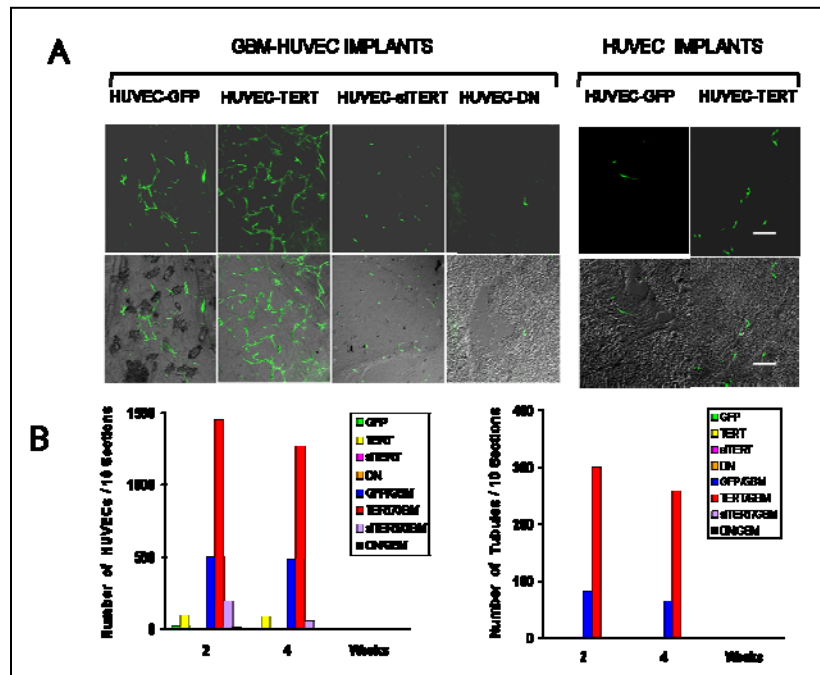 A
GBM-HUVEC IMPLANTS
HUVEC IMPLANTS
HUVEC-GFP HUVEC-TERT HUVEC-siTERT HUVEC-DN
HUVEC-GFP HUVEC-TERT
B
Number of HUVECs / 10 Sections
1500
1000
500
0
2 4 Weeks
GFP
TERT
siTERT
DN
GFP/GBM
TERT/GBM
siTERT/GBM
DN/GBM
Number of Tubules / 10 Sections
400
300
200
100
0
2 4 Weeks
GFP
TERT
siTERT
DN
GFP/GBM
TERT/GBM
siTERT/GBM
DN/GBM